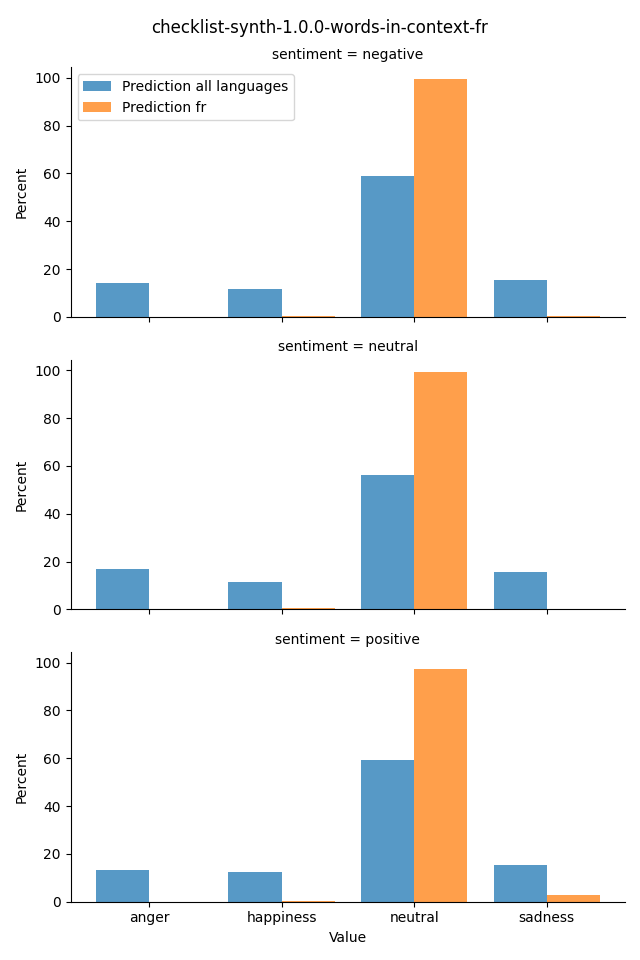 checklist-synth-1.0.0-words-in-context-fr
sentiment = negative
Prediction all languages
Prediction fr
Percent
100
80
60
40
20
0
sentiment = neutral
Percent
100
80
60
40
20
0
sentiment = positive
Percent
100
80
60
40
20
0
anger happiness neutral sadness
Value